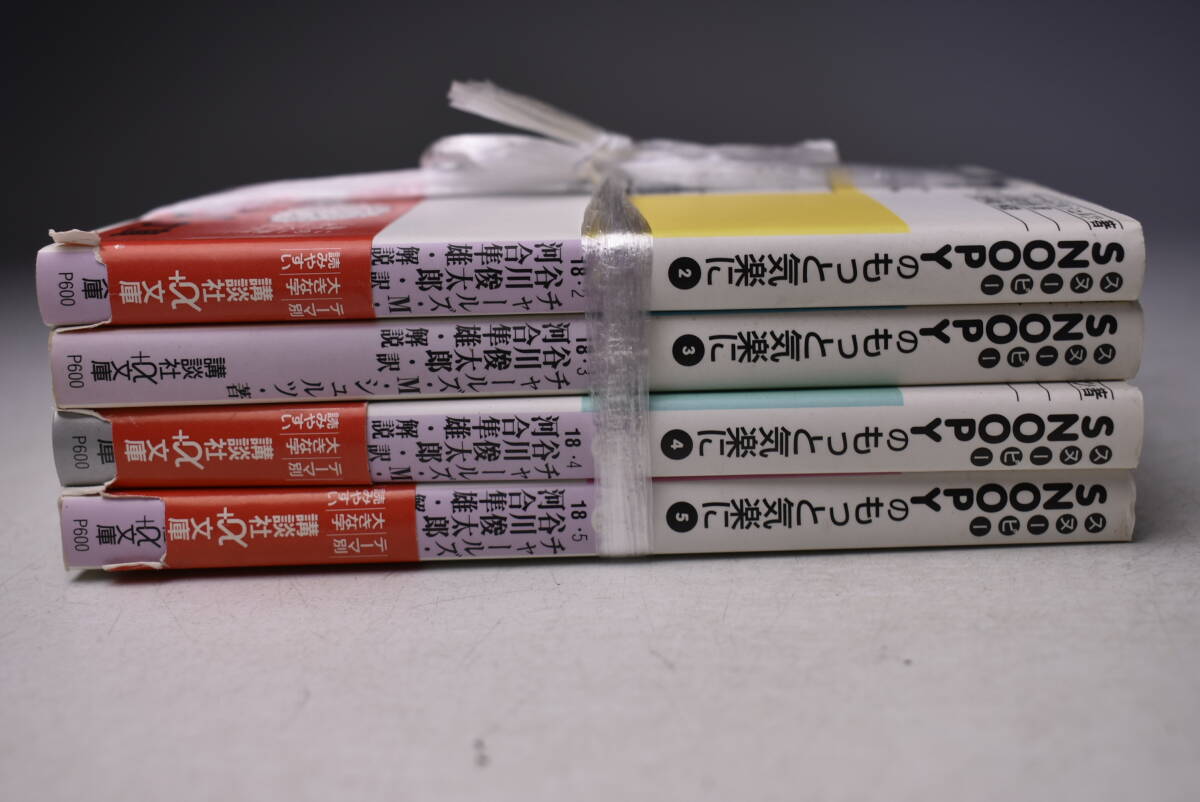 スヌーピー
SNOOPY
のもっと気楽に
2
18・2
チャールズ・M
谷川俊太郎・訳
河合隼雄・解説
テーマ別
大きな字
読みやすい
講談社
+α文庫
庫
P600
スヌーピー
SNOOPY
のもっと気楽に
3
18・3
チャールズ・M・シュルツ・著
谷川俊太郎・訳
河合隼雄
講談社
+α文庫
P600
スヌーピー
SNOOPY
のもっと気楽に
4
18・4
チャールズ・M
谷川俊太郎・訳
河合隼雄・解説
テーマ別
大きな字
読みやすい
講談社
+α文庫
庫
P600
スヌーピー
SNOOPY
のもっと気楽に
5
18・5
チャールズ
谷川俊太郎・
河合隼雄
テーマ別
大きな字
読みやすい
講談社
+α文庫
+α文庫
P600